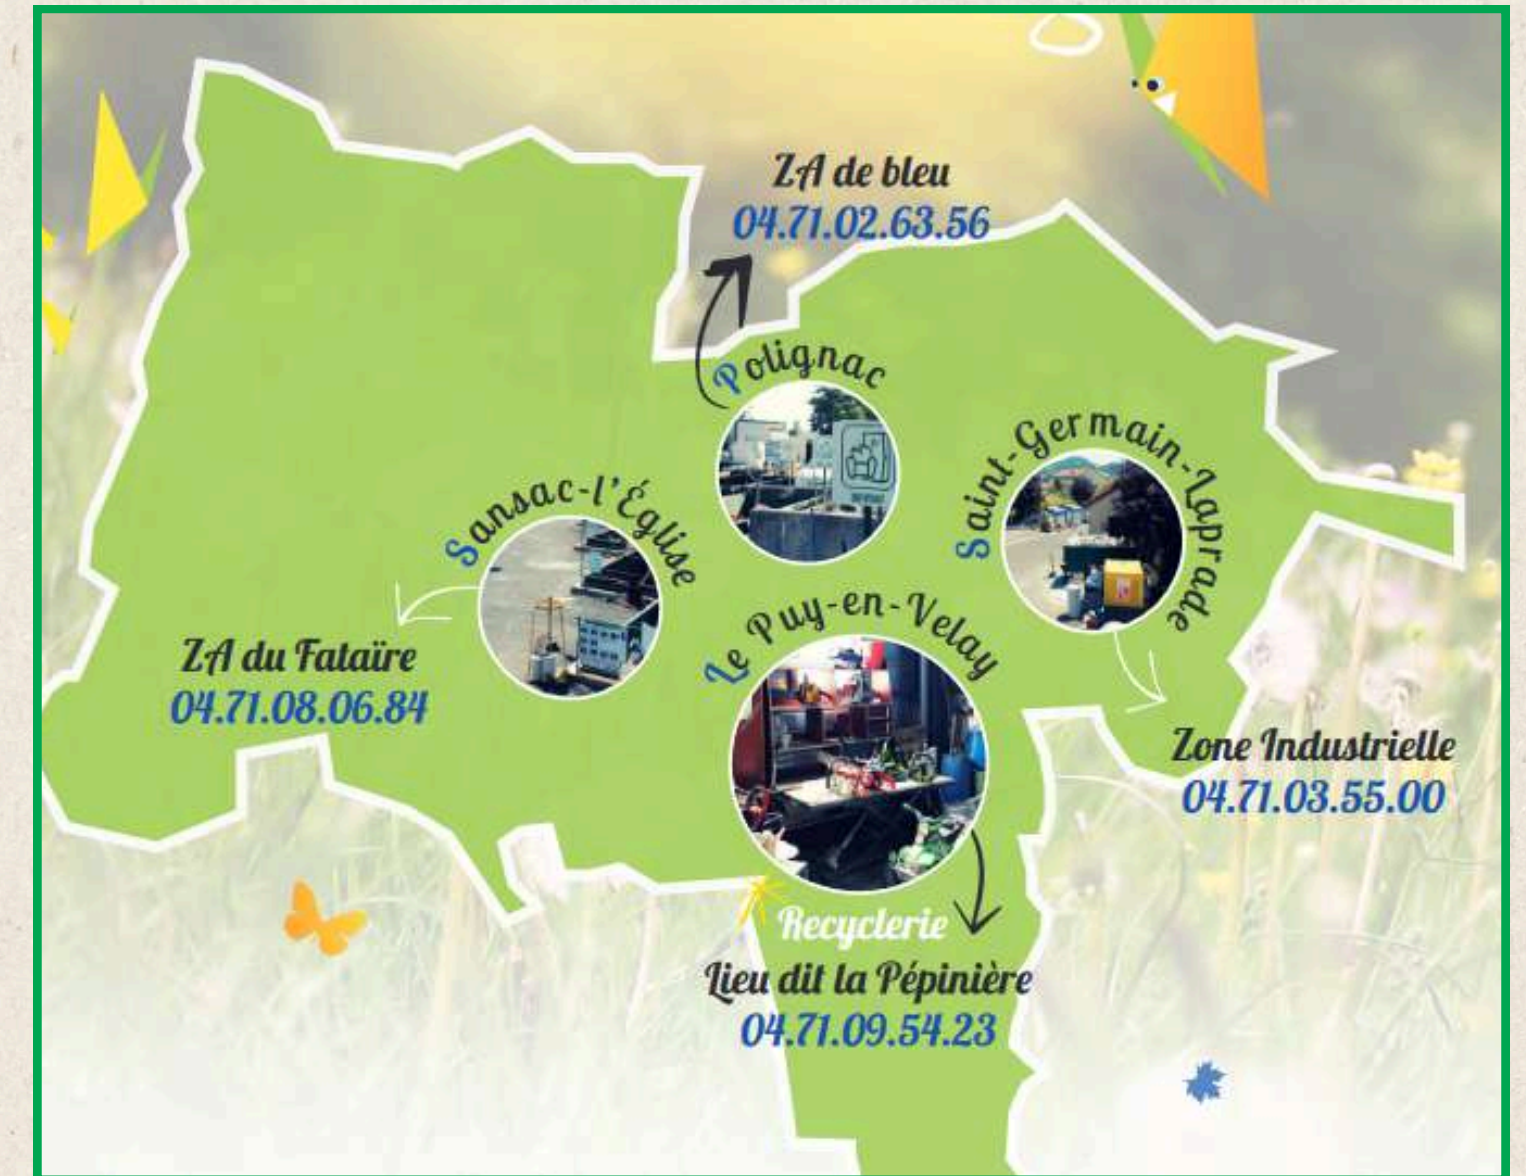 ZA de bleu
04.71.02.63.56
Polignac
Saint-Germain-Laprade
Sansac-l'Église
Le Puy-en-Velay
ZA du Fataïre
04.71.08.06.84
Zone Industrielle
04.71.03.55.00
Recyclerie
Lieu dit la Pépinière
04.71.09.54.23